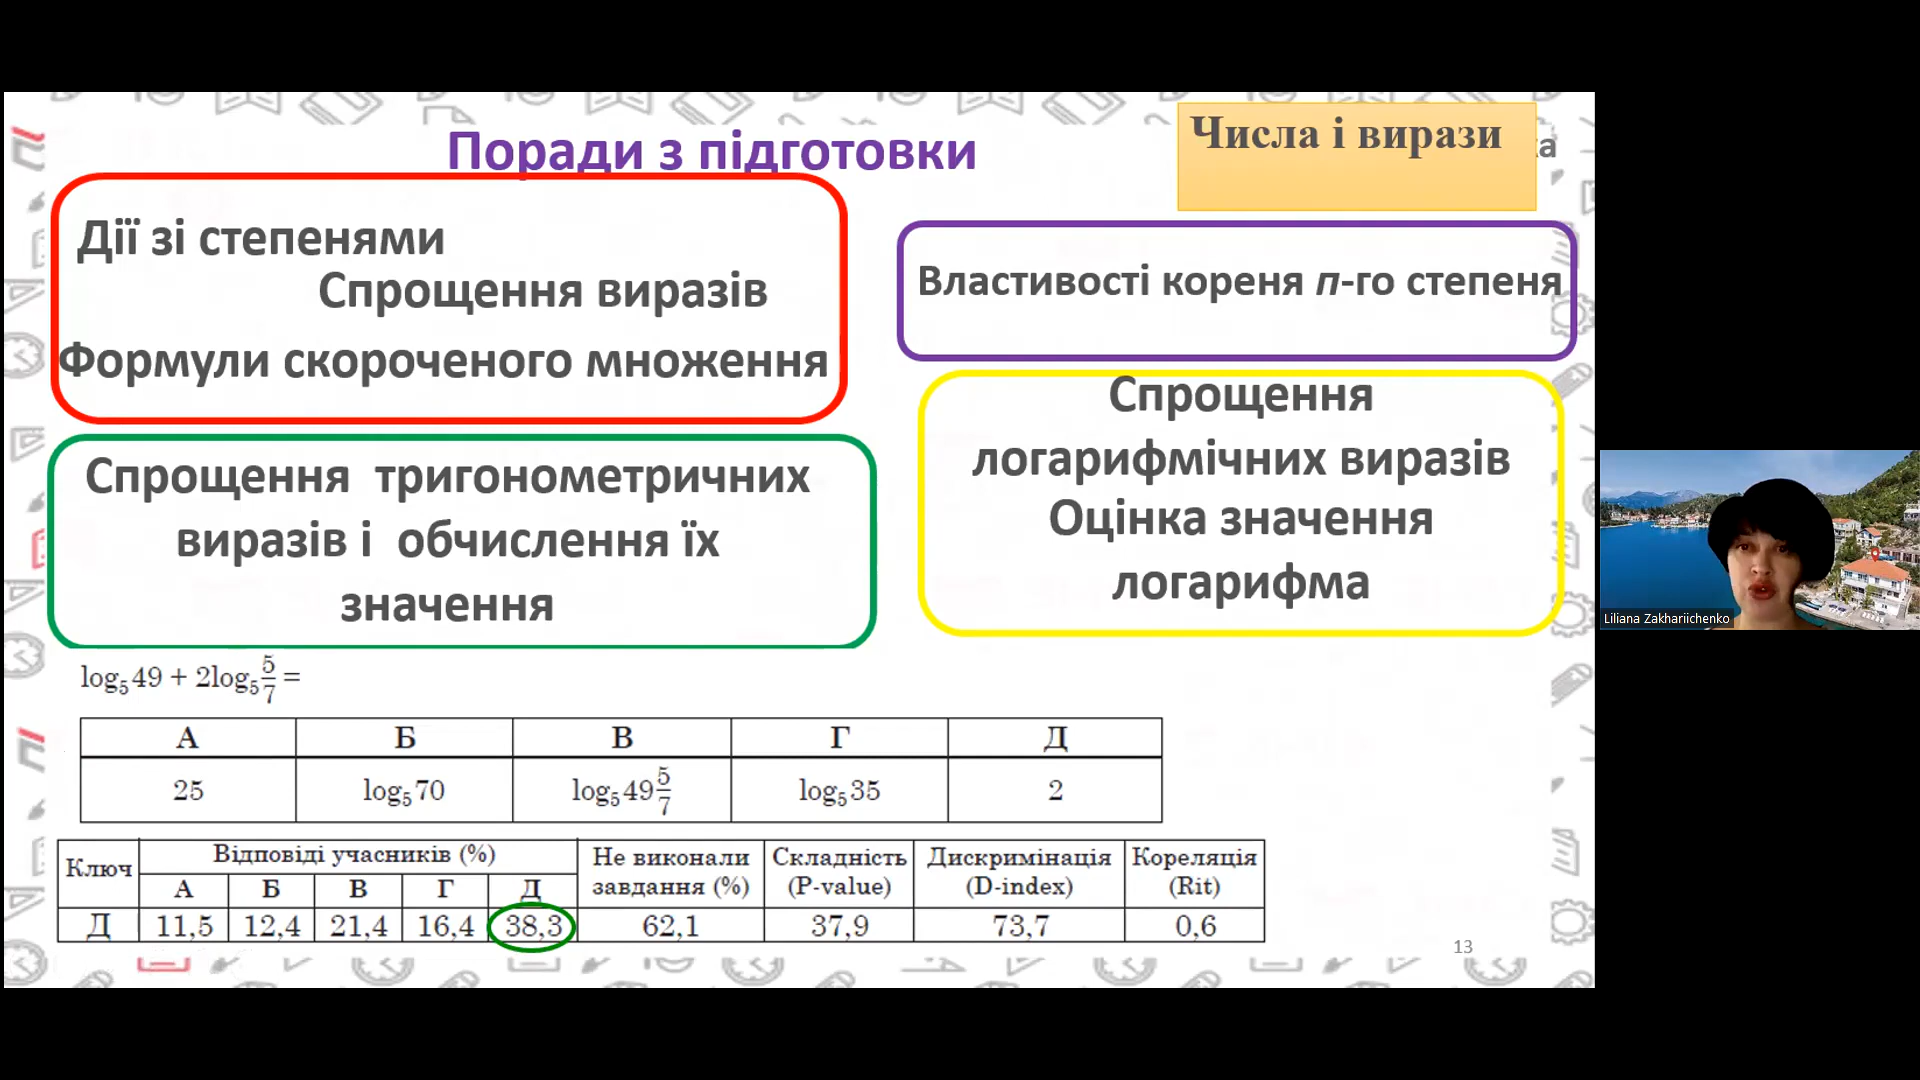 Поради з підготовки
Числа і вирази
ка
Дії зі степенями
Спрощення виразів
Формули скороченого множення
Властивості кореня n-го степеня
Спрощення
логарифмічних виразів
Оцінка значення
логарифма
Спрощення тригонометричних
виразів і обчислення їх
значення
log₅49 + 2log₅5/7 =
А Б В Г Д
25 log₅70 log₅49 5/7 log₅35 2
Ключ Відповіді учасників (%) Не виконали завдання (%) Складність (P-value) Дискримінація (D-index) Кореляція (Rit)
А Б В Г Д
Д 11,5 12,4 21,4 16,4 38,3 62,1 37,9 73,7 0,6
13
Liliana Zakhariichenko